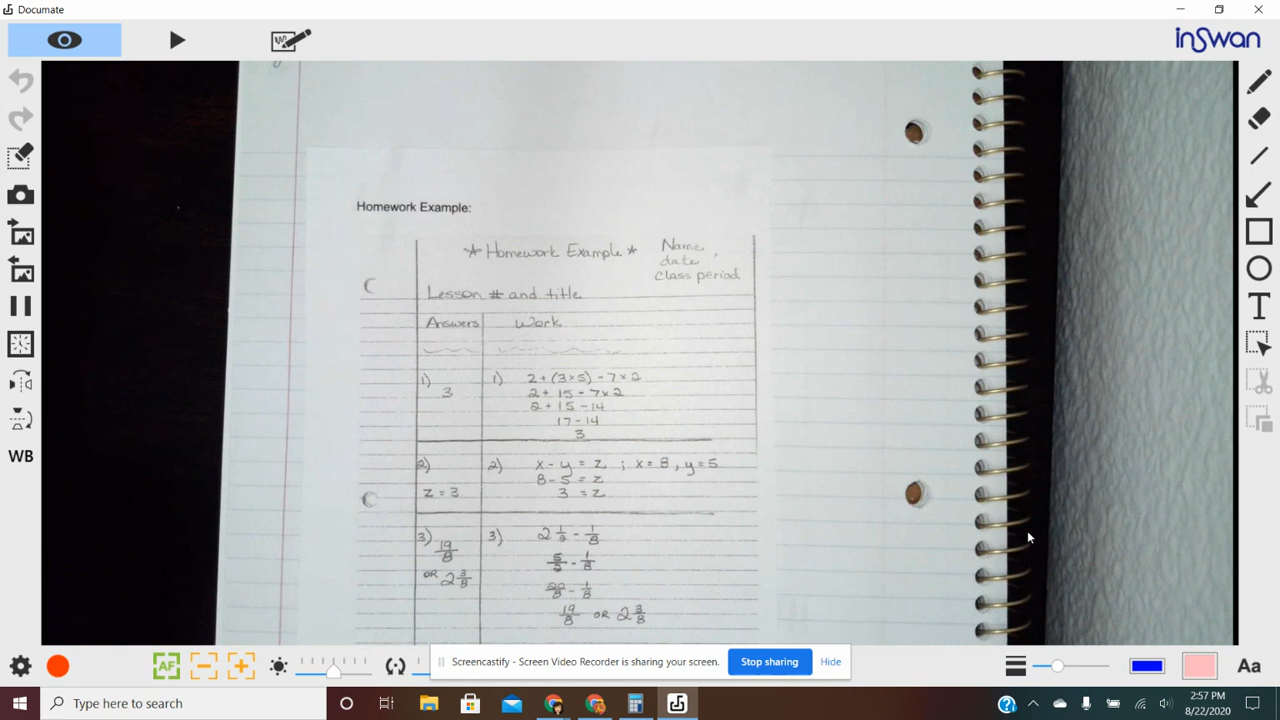 Documate
inSwan
Homework Example:
* Homework Example *
Name,
date
class period
Lesson # and title
Answers
Work
1)
3
1) 2 + (3 x 5) - 7 x 2
2 + 15 - 7 x 2
2 + 15 - 14
17 - 14
3
2)
z = 3
2) x - y = z ; x = 8, y = 5
8 - 5 = z
3 = z
3) 19/8
OR 2 3/8
3) 2 1/2 - 1/8
5/2 - 1/8
20/8 - 1/8
19/8 OR 2 3/8
WB
AF
Screencastify - Screen Video Recorder is sharing your screen.
Stop sharing
Hide
T
Aa
Type here to search
2:57 PM
8/22/2020